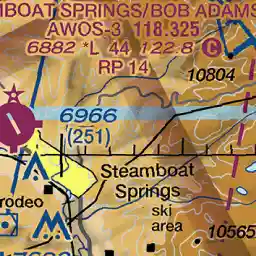 MBOAT SPRINGS/BOB ADAMS
AWOS-3 118.325
6882 *L 44 122.8 C
RP 14
10804
6966
(251)
Steamboat
Springs
rodeo
ski
area
10565